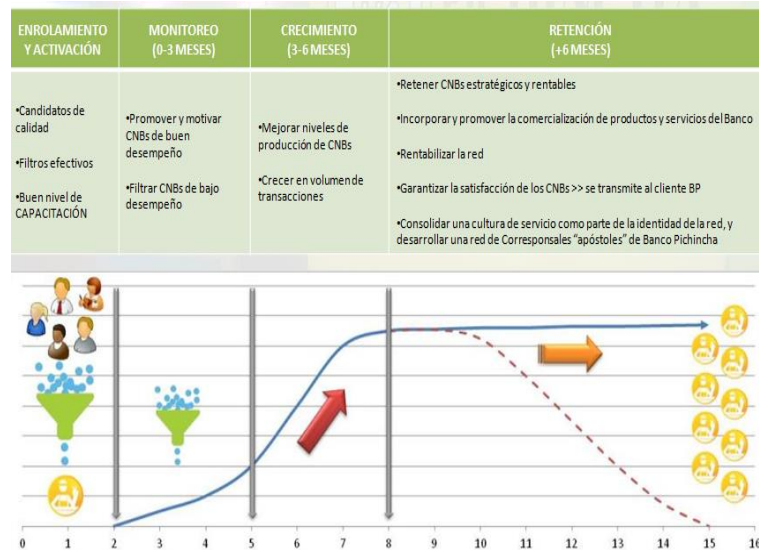 ENROLAMIENTO
Y ACTIVACIÓN
MONITOREO
(0-3 MESES)
CRECIMIENTO
(3-6 MESES)
RETENCIÓN
(+6 MESES)
•Candidatos de
calidad
•Filtros efectivos
•Buen nivel de
CAPACITACIÓN
•Promover y motivar
CNBs de buen
desempeño
•Filtrar CNBs de bajo
desempeño
•Mejorar niveles de
producción de CNBs
•Crecer en volumen de
transacciones
•Retener CNBs estratégicos y rentables
•Incorporar y promover la comercialización de productos y servicios del Banco
•Rentabilizar la red
•Garantizar la satisfacción de los CNBs >> se transmite al cliente BP
•Consolidar una cultura de servicio como parte de la identidad de la red, y
desarrollar una red de Corresponsales "apóstoles" de Banco Pichincha
0 1 2 3 4 5 6 7 8 9 10 11 12 13 14 15 16